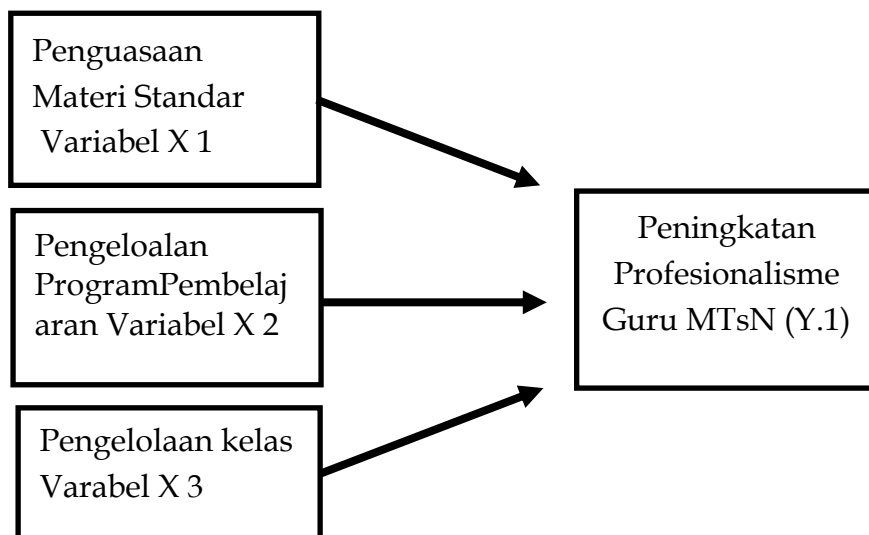 Penguasaan
Materi Standar
Variabel X 1
Pengeloalan
ProgramPembelaj
aran Variabel X 2
Pengelolaan kelas
Varabel X 3
Peningkatan
Profesionalisme
Guru MTsN (Y.1)